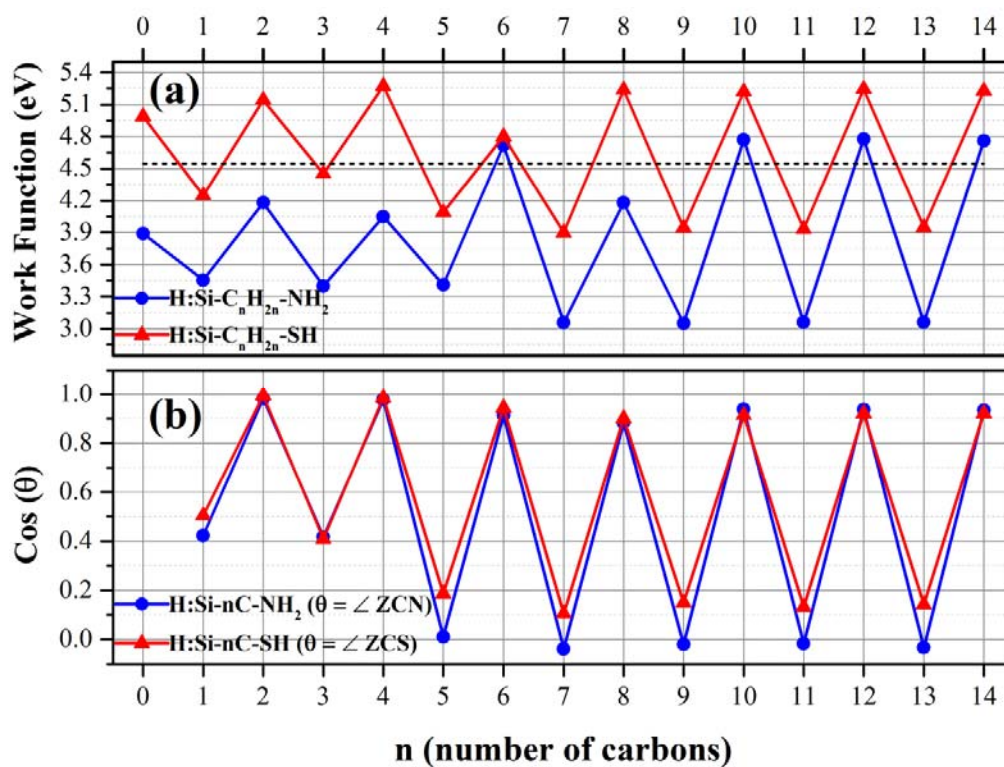 0 1 2 3 4 5 6 7 8 9 10 11 12 13 14
(a)
Work Function (eV)
5.4
5.1
4.8
4.5
4.2
3.9
3.6
3.3
3.0
H:Si-CₙH₂ₙ-NH₂
H:Si-CₙH₂ₙ-SH
(b)
Cos (θ)
1.0
0.8
0.6
0.4
0.2
0.0
H:Si-nC-NH₂ (θ = ∠ ZCN)
H:Si-nC-SH (θ = ∠ ZCS)
0 1 2 3 4 5 6 7 8 9 10 11 12 13 14
n (number of carbons)